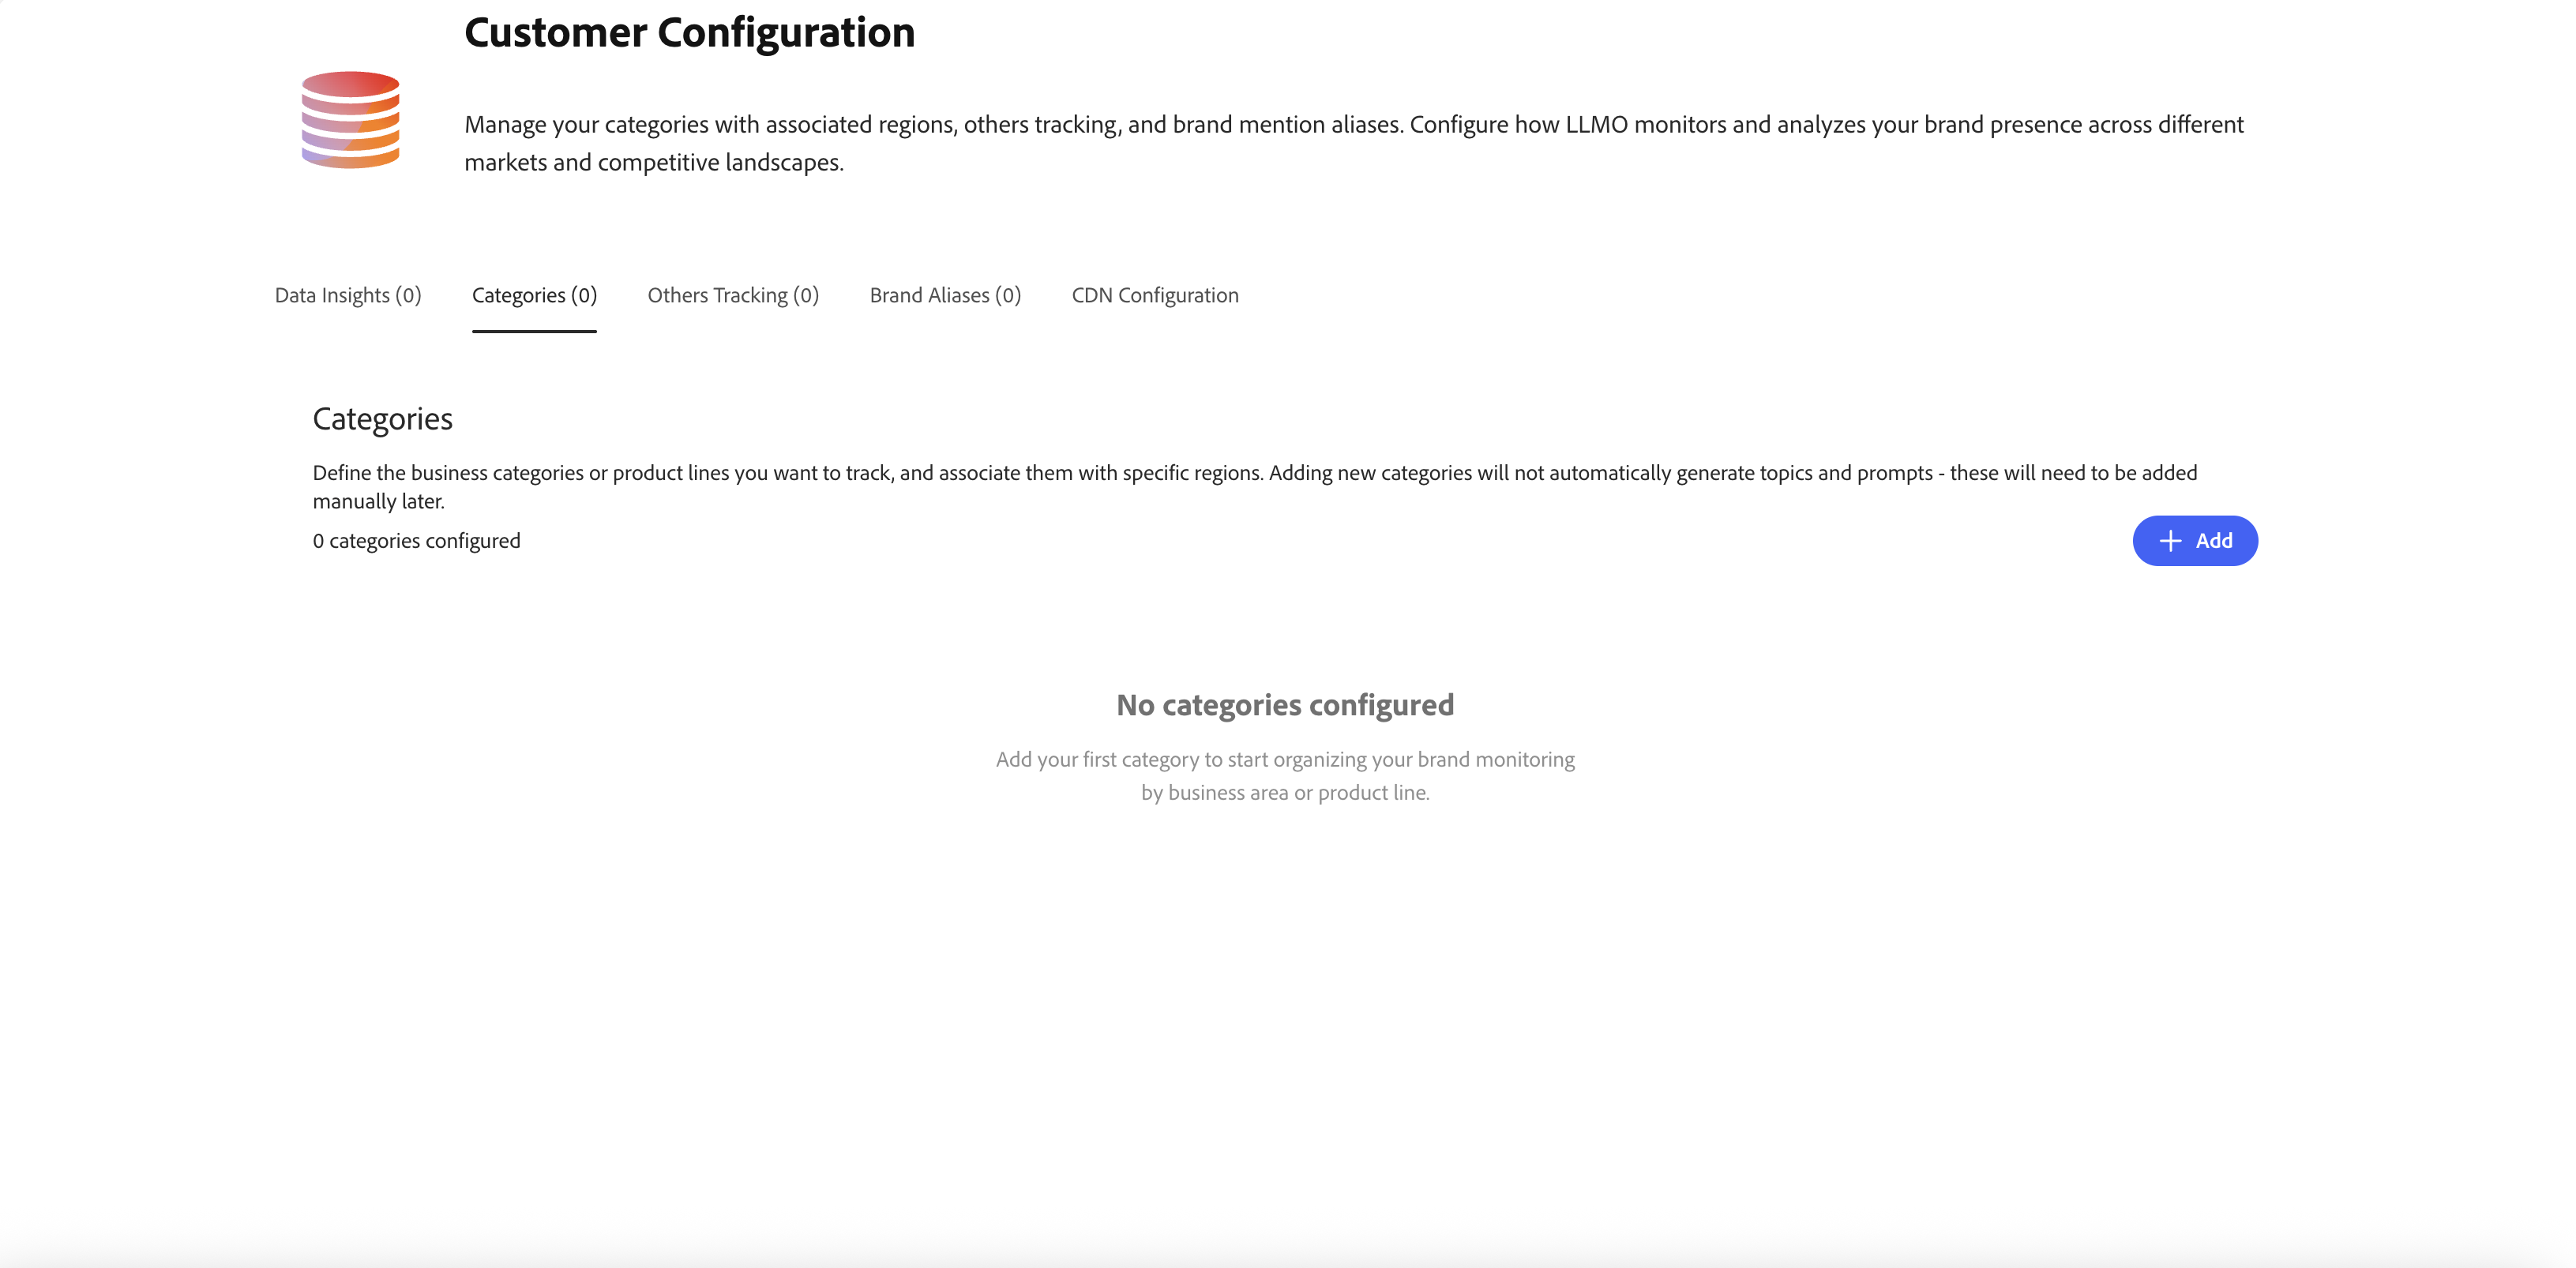 Customer Configuration
Manage your categories with associated regions, others tracking, and brand mention aliases. Configure how LLMO monitors and analyzes your brand presence across different
markets and competitive landscapes.
Data Insights (0)
Categories (0)
Others Tracking (0)
Brand Aliases (0)
CDN Configuration
Categories
Define the business categories or product lines you want to track, and associate them with specific regions. Adding new categories will not automatically generate topics and prompts - these will need to be added
manually later.
0 categories configured
Add
No categories configured
Add your first category to start organizing your brand monitoring
by business area or product line.